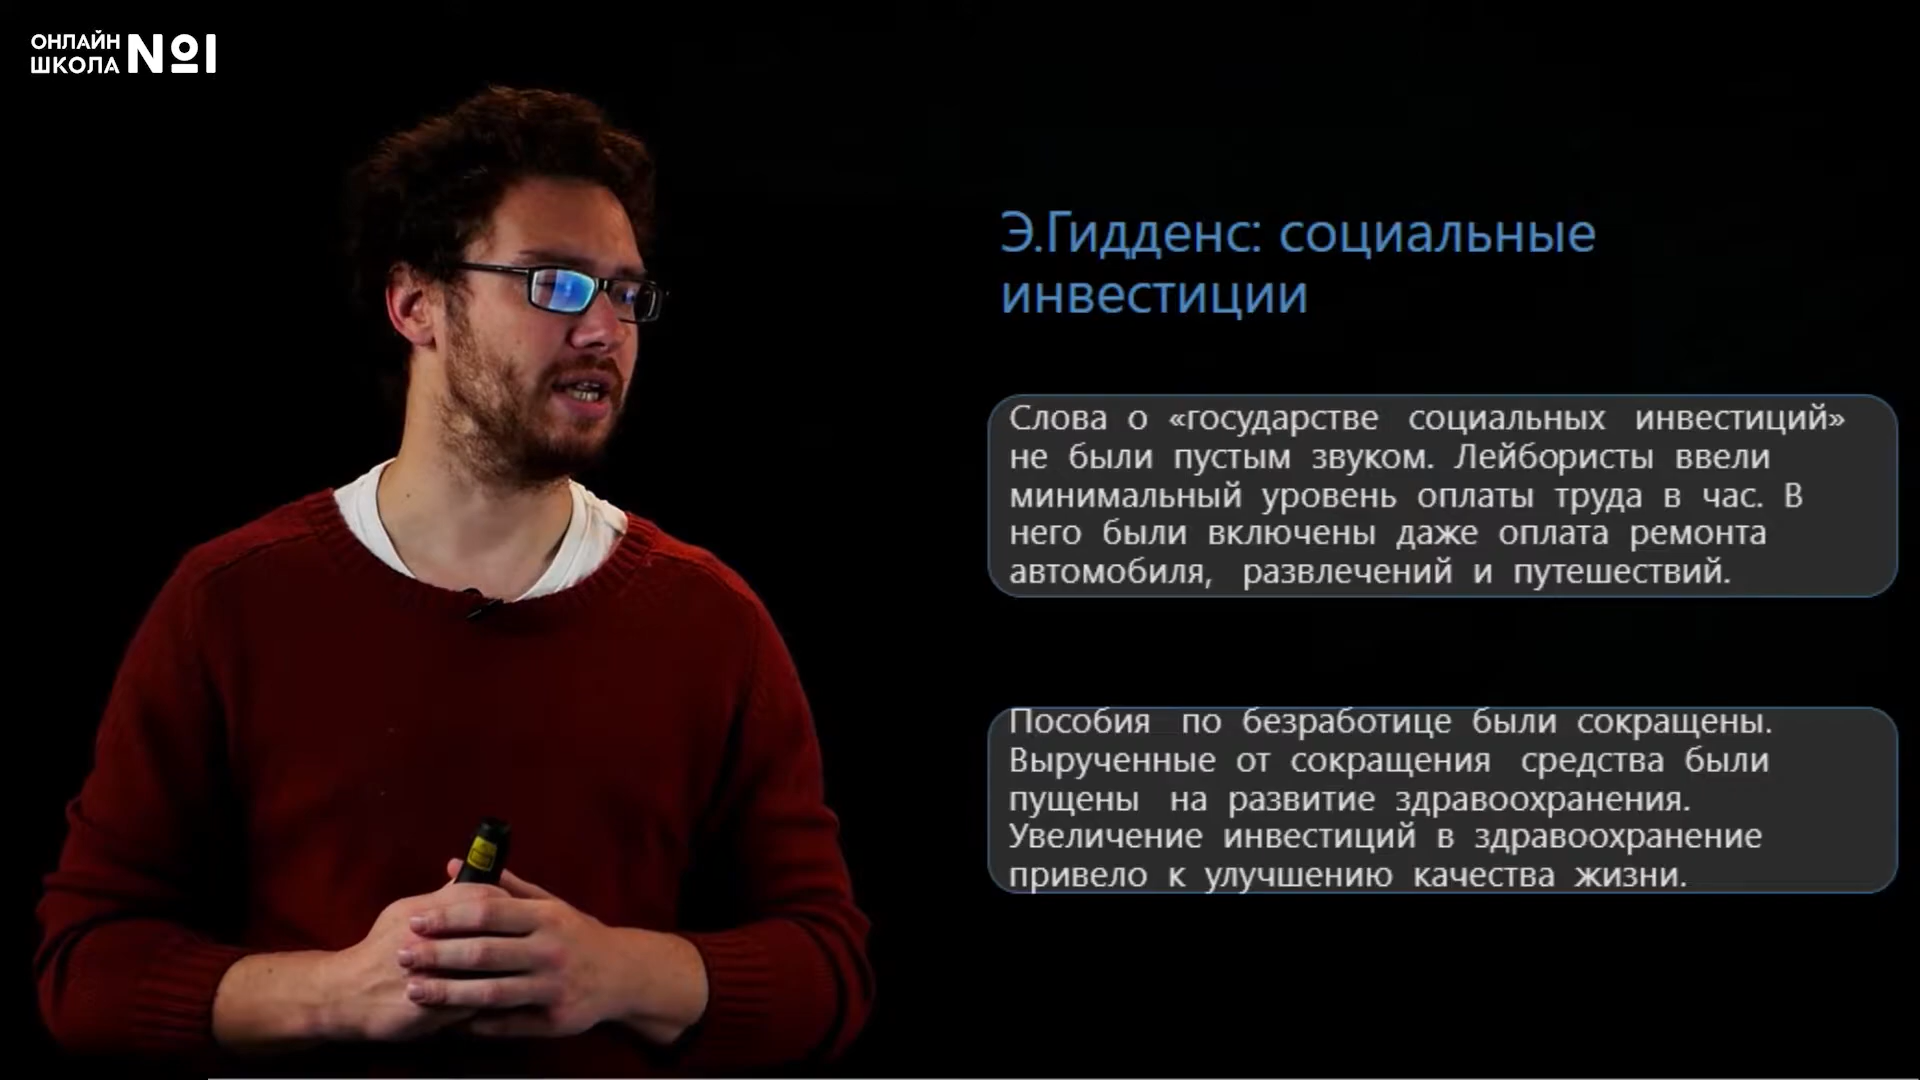 ОНЛАЙН
ШКОЛА №1
Э.Гидденс: социальные
инвестиции
Слова о «государстве социальных инвестиций»
не были пустым звуком. Лейбористы ввели
минимальный уровень оплаты труда в час. В
него были включены даже оплата ремонта
автомобиля, развлечений и путешествий.
Пособия по безработице были сокращены.
Вырученные от сокращения средства были
пущены на развитие здравоохранения.
Увеличение инвестиций в здравоохранение
привело к улучшению качества жизни.